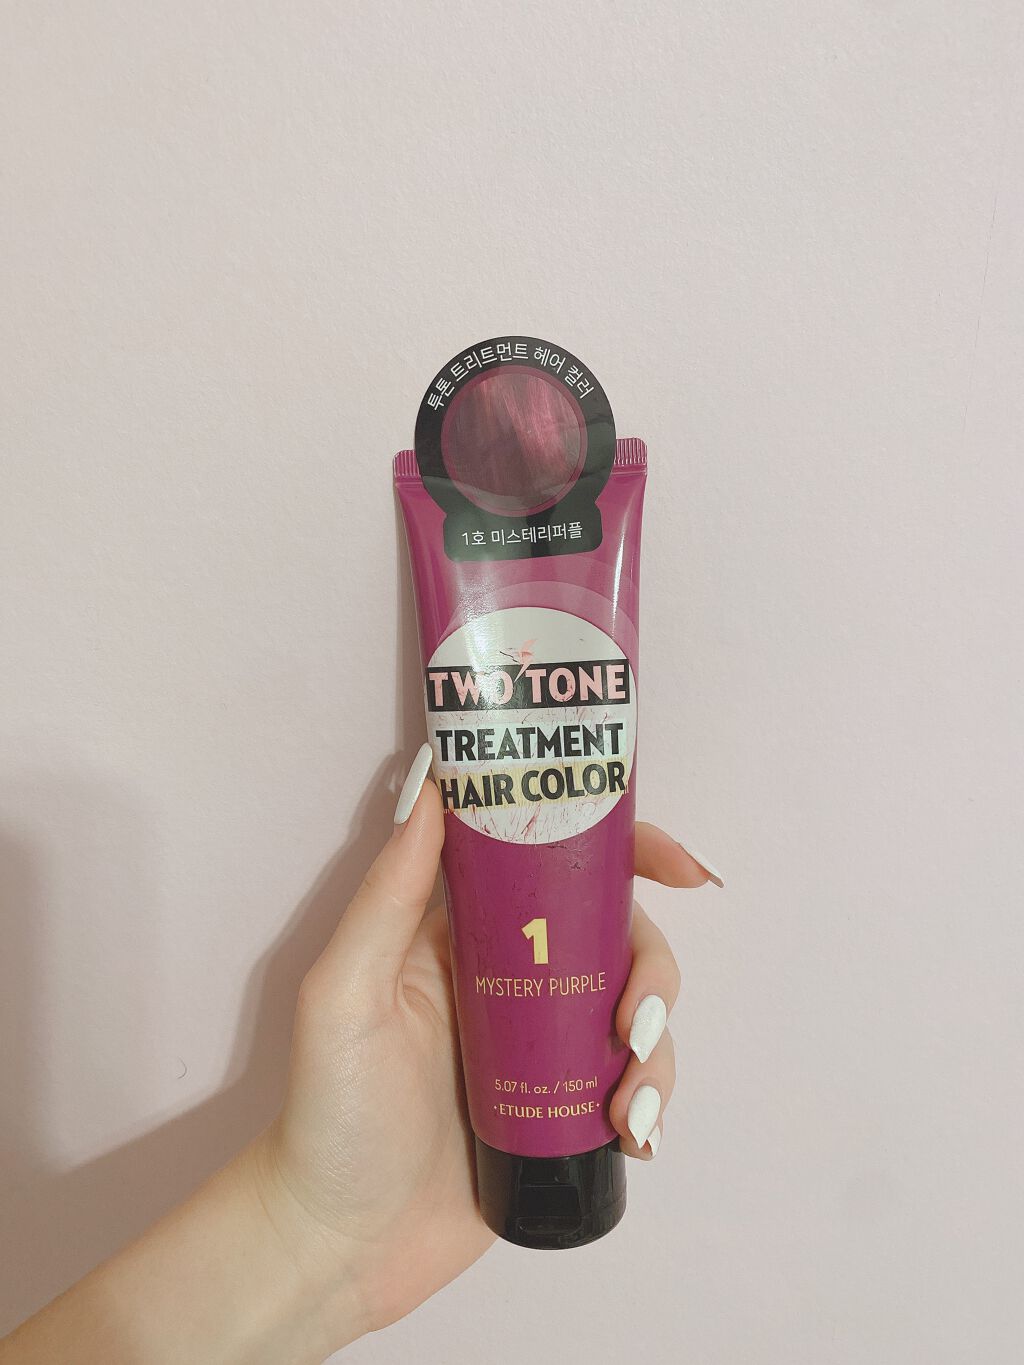 투톤 트리트먼트 헤어 컬러
1호 미스테리퍼플
TWO TONE
TREATMENT
HAIR COLOR
1
MYSTERY PURPLE
5.07 fl. oz. / 150 ml
·ETUDE HOUSE·